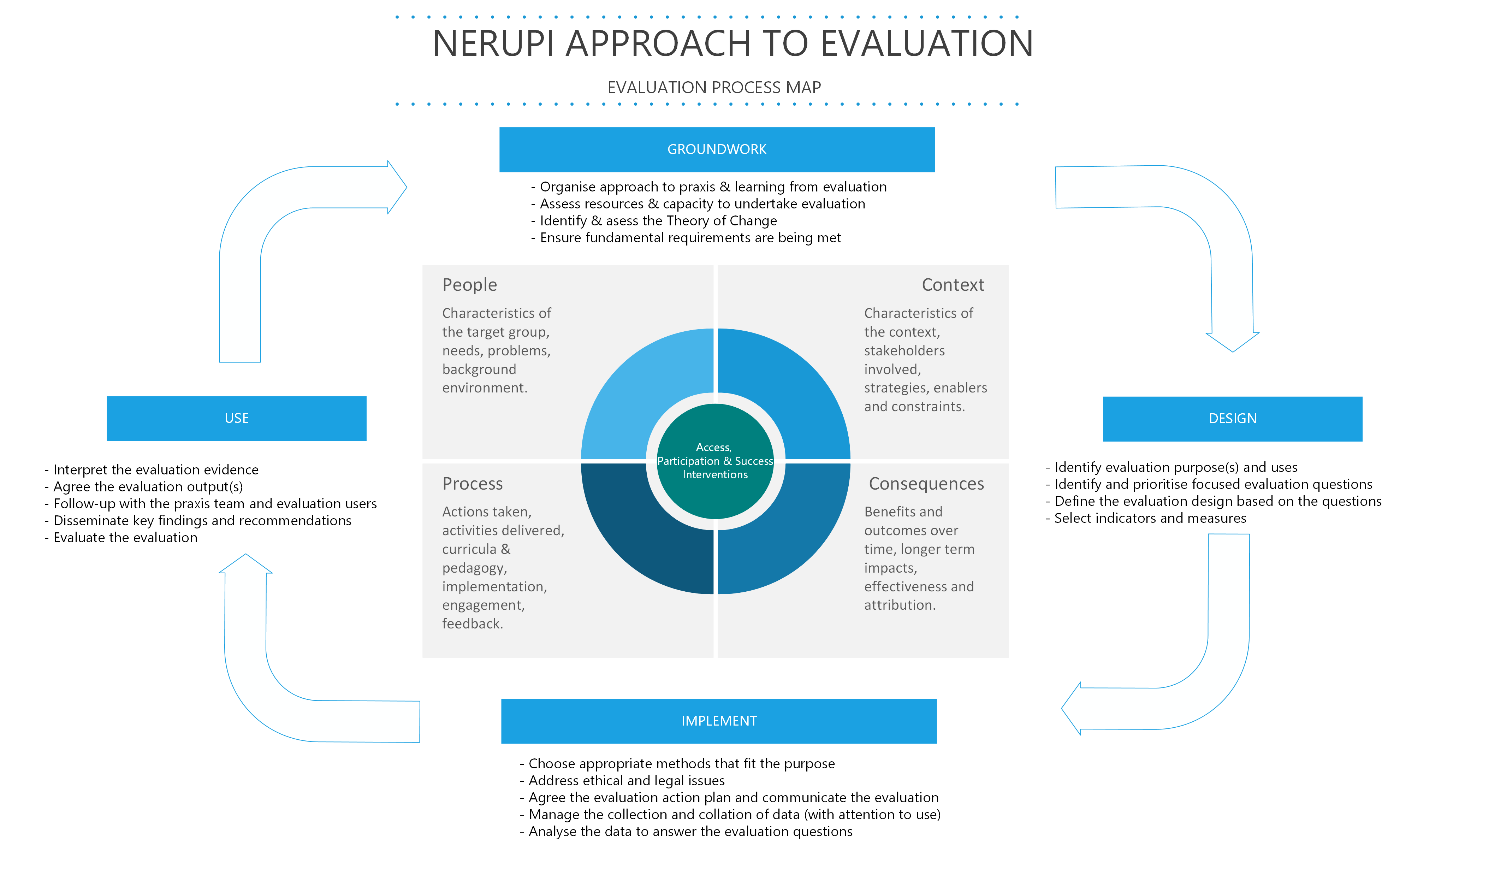 NERUPI APPROACH TO EVALUATION
EVALUATION PROCESS MAP
GROUNDWORK
- Organise approach to praxis & learning from evaluation
- Assess resources & capacity to undertake evaluation
- Identify & asess the Theory of Change
- Ensure fundamental requirements are being met
People
Characteristics of
the target group,
needs, problems,
background
environment.
Context
Characteristics of
the context,
stakeholders
involved,
strategies, enablers
and constraints.
Access,
Participation & Success
Interventions
Process
Actions taken,
activities delivered,
curricula &
pedagogy,
implementation,
engagement,
feedback.
Consequences
Benefits and
outcomes over
time, longer term
impacts,
effectiveness and
attribution.
DESIGN
- Identify evaluation purpose(s) and uses
- Identify and prioritise focused evaluation questions
- Define the evaluation design based on the questions
- Select indicators and measures
IMPLEMENT
- Choose appropriate methods that fit the purpose
- Address ethical and legal issues
- Agree the evaluation action plan and communicate the evaluation
- Manage the collection and collation of data (with attention to use)
- Analyse the data to answer the evaluation questions
USE
- Interpret the evaluation evidence
- Agree the evaluation output(s)
- Follow-up with the praxis team and evaluation users
- Disseminate key findings and recommendations
- Evaluate the evaluation